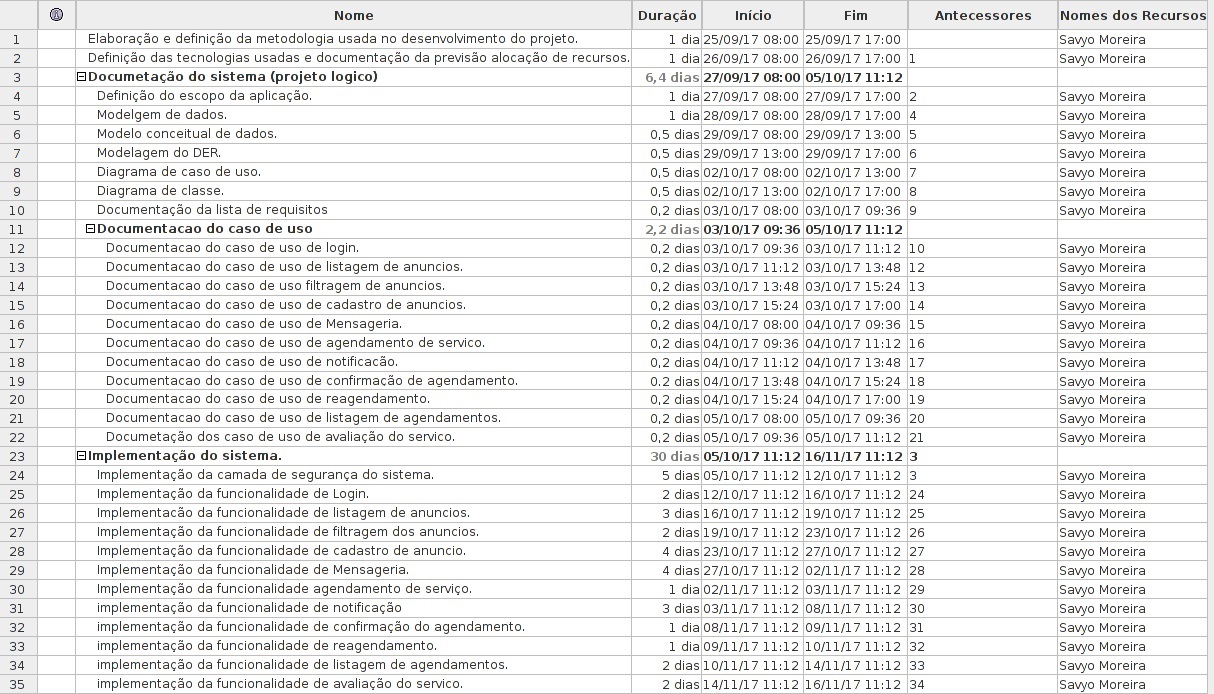 Nome Duração Início Fim Antecessores Nomes dos Recursos
1 Elaboração e definição da metodologia usada no desenvolvimento do projeto. 1 dia 25/09/17 08:00 25/09/17 17:00 Savyo Moreira
2 Definição das tecnologias usadas e documentação da previsão alocação de recursos. 1 dia 26/09/17 08:00 26/09/17 17:00 1 Savyo Moreira
3 Documetação do sistema (projeto logico) 6,4 dias 27/09/17 08:00 05/10/17 11:12
4 Definição do escopo da aplicação. 1 dia 27/09/17 08:00 27/09/17 17:00 2 Savyo Moreira
5 Modelgem de dados. 1 dia 28/09/17 08:00 28/09/17 17:00 4 Savyo Moreira
6 Modelo conceitual de dados. 0,5 dias 29/09/17 08:00 29/09/17 13:00 5 Savyo Moreira
7 Modelagem do DER. 0,5 dias 29/09/17 13:00 29/09/17 17:00 6 Savyo Moreira
8 Diagrama de caso de uso. 0,5 dias 02/10/17 08:00 02/10/17 13:00 7 Savyo Moreira
9 Diagrama de classe. 0,5 dias 02/10/17 13:00 02/10/17 17:00 8 Savyo Moreira
10 Documentação da lista de requisitos 0,2 dias 03/10/17 08:00 03/10/17 09:36 9 Savyo Moreira
11 Documentacao do caso de uso 2,2 dias 03/10/17 09:36 05/10/17 11:12
12 Documentacao do caso de uso de login. 0,2 dias 03/10/17 09:36 03/10/17 11:12 10 Savyo Moreira
13 Documentacao do caso de uso de listagem de anuncios. 0,2 dias 03/10/17 11:12 03/10/17 13:48 12 Savyo Moreira
14 Documentacao do caso de uso filtragem de anuncios. 0,2 dias 03/10/17 13:48 03/10/17 15:24 13 Savyo Moreira
15 Documentacao do caso de uso de cadastro de anuncios. 0,2 dias 03/10/17 15:24 03/10/17 17:00 14 Savyo Moreira
16 Documentacao do caso de uso de Mensageria. 0,2 dias 04/10/17 08:00 04/10/17 09:36 15 Savyo Moreira
17 Documentacao do caso de uso de agendamento de servico. 0,2 dias 04/10/17 09:36 04/10/17 11:12 16 Savyo Moreira
18 Documentacao do caso de uso de notificacão. 0,2 dias 04/10/17 11:12 04/10/17 13:48 17 Savyo Moreira
19 Documentacao do caso de uso de confirmação de agendamento. 0,2 dias 04/10/17 13:48 04/10/17 15:24 18 Savyo Moreira
20 Documentacao do caso de uso de reagendamento. 0,2 dias 04/10/17 15:24 04/10/17 17:00 19 Savyo Moreira
21 Documentacao do caso de uso de listagem de agendamentos. 0,2 dias 05/10/17 08:00 05/10/17 09:36 20 Savyo Moreira
22 Documetação dos caso de uso de avaliação do servico. 0,2 dias 05/10/17 09:36 05/10/17 11:12 21 Savyo Moreira
23 Implementação do sistema. 30 dias 05/10/17 11:12 16/11/17 11:12 3
24 Implementação da camada de segurança do sistema. 5 dias 05/10/17 11:12 12/10/17 11:12 3 Savyo Moreira
25 Implementação da funcionalidade de Login. 2 dias 12/10/17 11:12 16/10/17 11:12 24 Savyo Moreira
26 Implementacão da funcionalidade de listagem de anuncios. 3 dias 16/10/17 11:12 19/10/17 11:12 25 Savyo Moreira
27 Implementação da funcionalidade de filtragem dos anuncios. 2 dias 19/10/17 11:12 23/10/17 11:12 26 Savyo Moreira
28 Implementação da funcionalidade de cadastro de anuncio. 4 dias 23/10/17 11:12 27/10/17 11:12 27 Savyo Moreira
29 Implementação da funcionalidade de Mensageria. 4 dias 27/10/17 11:12 02/11/17 11:12 28 Savyo Moreira
30 Implementação da funcionalidade agendamento de serviço. 1 dia 02/11/17 11:12 03/11/17 11:12 29 Savyo Moreira
31 implementação da funcionalidade de notificação 3 dias 03/11/17 11:12 08/11/17 11:12 30 Savyo Moreira
32 implementação da funcionalidade de confirmação do agendamento. 1 dia 08/11/17 11:12 09/11/17 11:12 31 Savyo Moreira
33 implementação da funcionalidade de reagendamento. 1 dia 09/11/17 11:12 10/11/17 11:12 32 Savyo Moreira
34 implementação da funcionalidade de listagem de agendamentos. 2 dias 10/11/17 11:12 14/11/17 11:12 33 Savyo Moreira
35 implementação da funcionalidade de avaliação do servico. 2 dias 14/11/17 11:12 16/11/17 11:12 34 Savyo Moreira